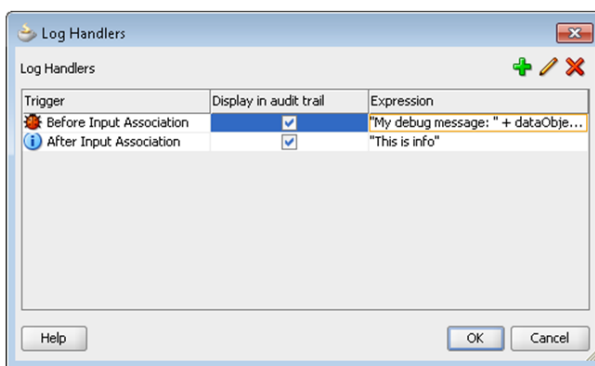 Log Handlers
Log Handlers
Trigger Display in audit trail Expression
Before Input Association "My debug message: " + dataObje...
After Input Association "This is info"
Help OK Cancel